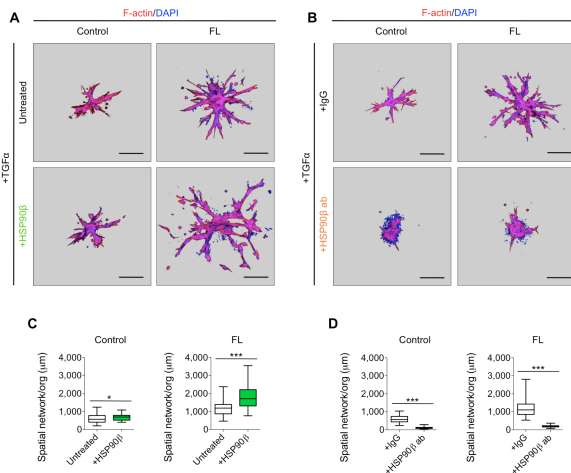 A
F-actin/DAPI
Control
FL
+TGFα
Untreated
+HSP90β
B
F-actin/DAPI
Control
FL
+TGFα
+IgG
+HSP90β ab
C
Control
Spatial network/org (μm)
4,000
3,000
2,000
1,000
0
*
Untreated
+HSP90β
FL
Spatial network/org (μm)
4,000
3,000
2,000
1,000
0
***
Untreated
+HSP90β
D
Control
Spatial network/org (μm)
4,000
3,000
2,000
1,000
0
***
+IgG
+HSP90β ab
FL
Spatial network/org (μm)
4,000
3,000
2,000
1,000
0
***
+IgG
+HSP90β ab